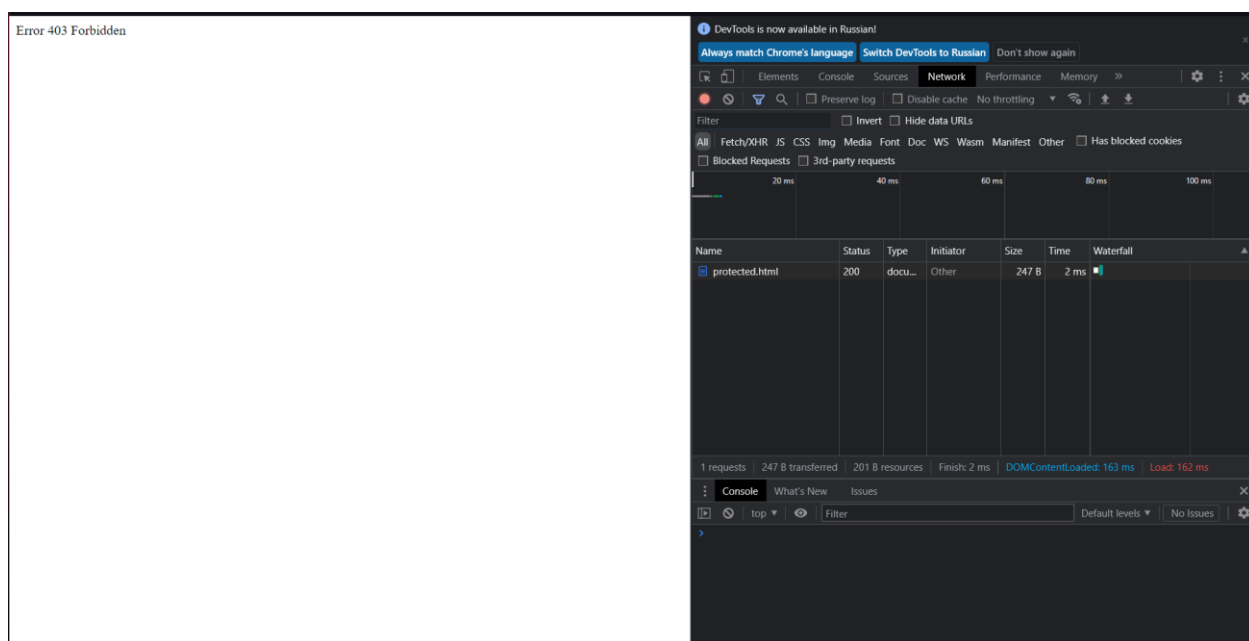 Error 403 Forbidden
DevTools is now available in Russian!
Always match Chrome's language Switch DevTools to Russian Don't show again
Elements Console Sources Network Performance Memory »
Preserve log Disable cache No throttling
Filter Invert Hide data URLs
All Fetch/XHR JS CSS Img Media Font Doc WS Wasm Manifest Other Has blocked cookies
Blocked Requests 3rd-party requests
20 ms 40 ms 60 ms 80 ms 100 ms
Name Status Type Initiator Size Time Waterfall
protected.html 200 docu... Other 247 B 2 ms
1 requests 247 B transferred 201 B resources Finish: 2 ms DOMContentLoaded: 163 ms Load: 162 ms
Console What's New Issues
top Filter Default levels No Issues